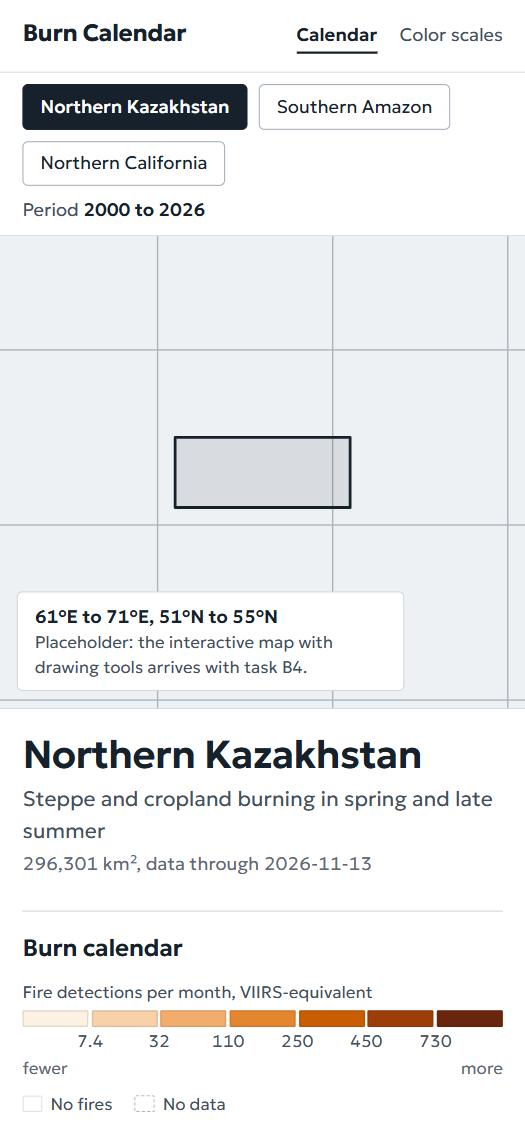 Burn Calendar
Calendar Color scales
Northern Kazakhstan
Southern Amazon
Northern California
Period 2000 to 2026
61°E to 71°E, 51°N to 55°N
Placeholder: the interactive map with
drawing tools arrives with task B4.
Northern Kazakhstan
Steppe and cropland burning in spring and late
summer
296,301 km², data through 2026-11-13
Burn calendar
Fire detections per month, VIIRS-equivalent
7.4 32 110 250 450 730
fewer more
No fires No data